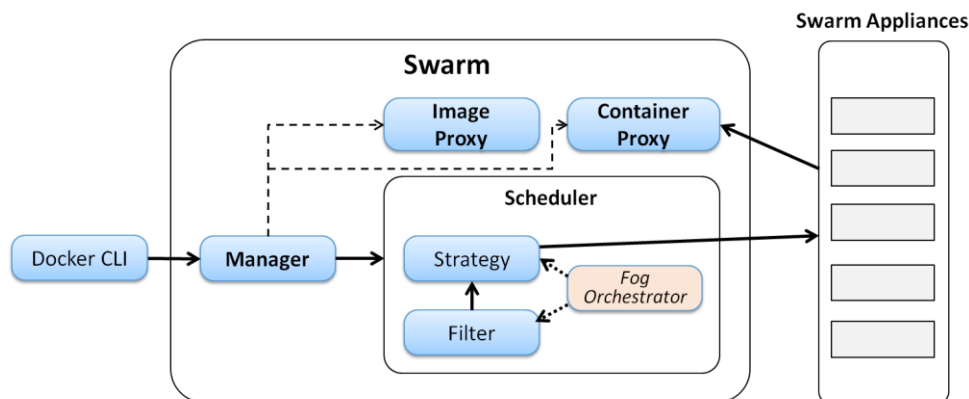 Swarm Appliances
Swarm
Image
Proxy
Container
Proxy
Scheduler
Docker CLI
Manager
Strategy
Fog
Orchestrator
Filter